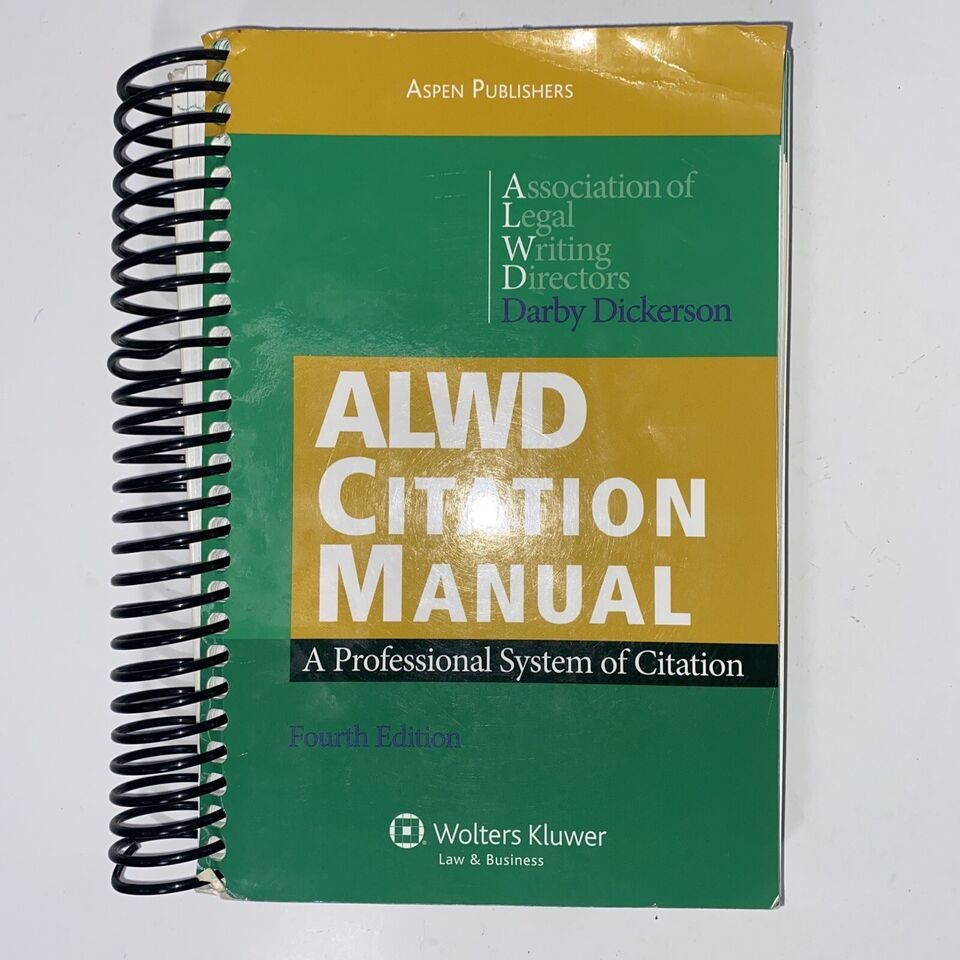 ASPEN PUBLISHERS
Association of
Legal
Writing
Directors
Darby Dickerson
ALWD
CITATION
MANUAL
A Professional System of Citation
Fourth Edition
Wolters Kluwer
Law & Business